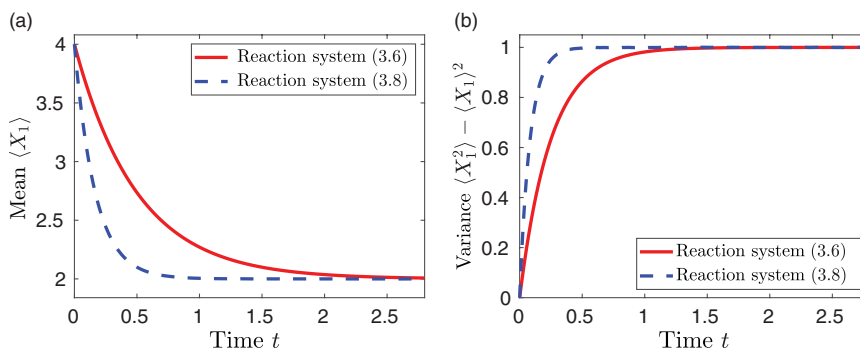 (a)
4
3.5
3
2.5
2
0 0.5 1 1.5 2 2.5
Mean ⟨X₁⟩
Time t
Reaction system (3.6)
Reaction system (3.8)
(b)
1
0.8
0.6
0.4
0.2
0
0 0.5 1 1.5 2 2.5
Variance ⟨X₁²⟩ − ⟨X₁⟩²
Time t
Reaction system (3.6)
Reaction system (3.8)